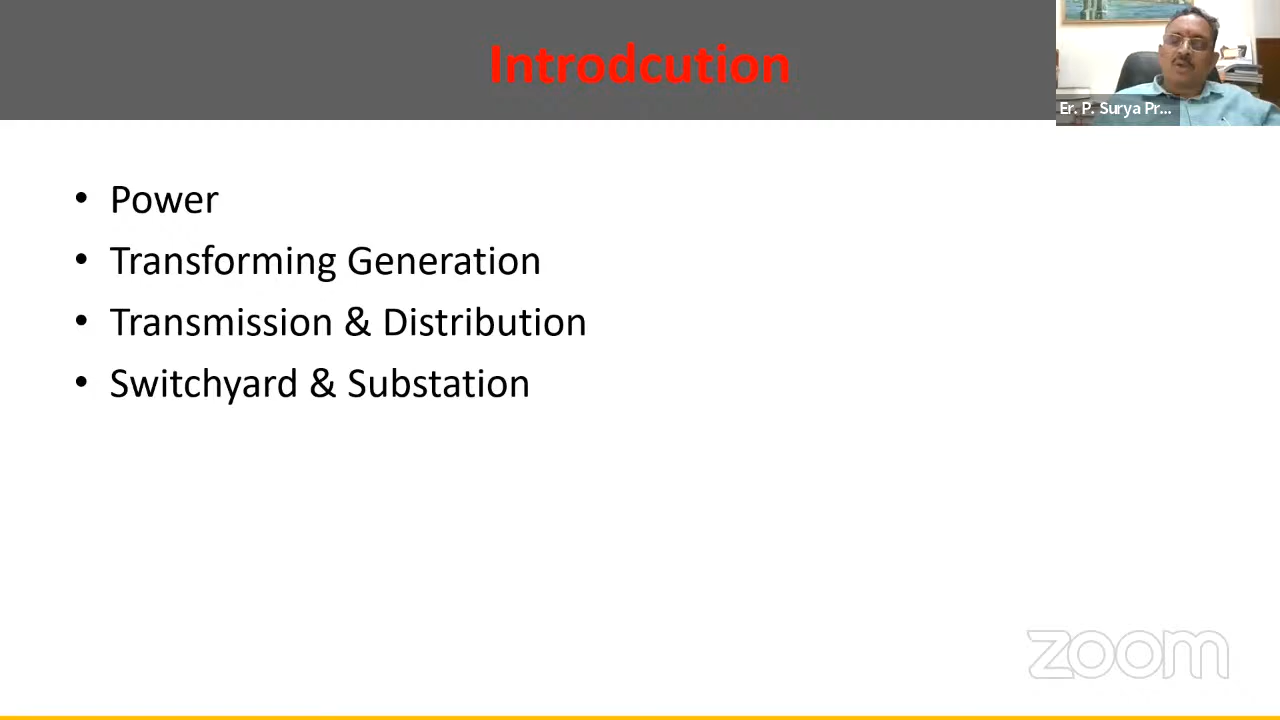 Introdcution
Er. P. Surya Pr...
• Power
• Transforming Generation
• Transmission & Distribution
• Switchyard & Substation
zoom